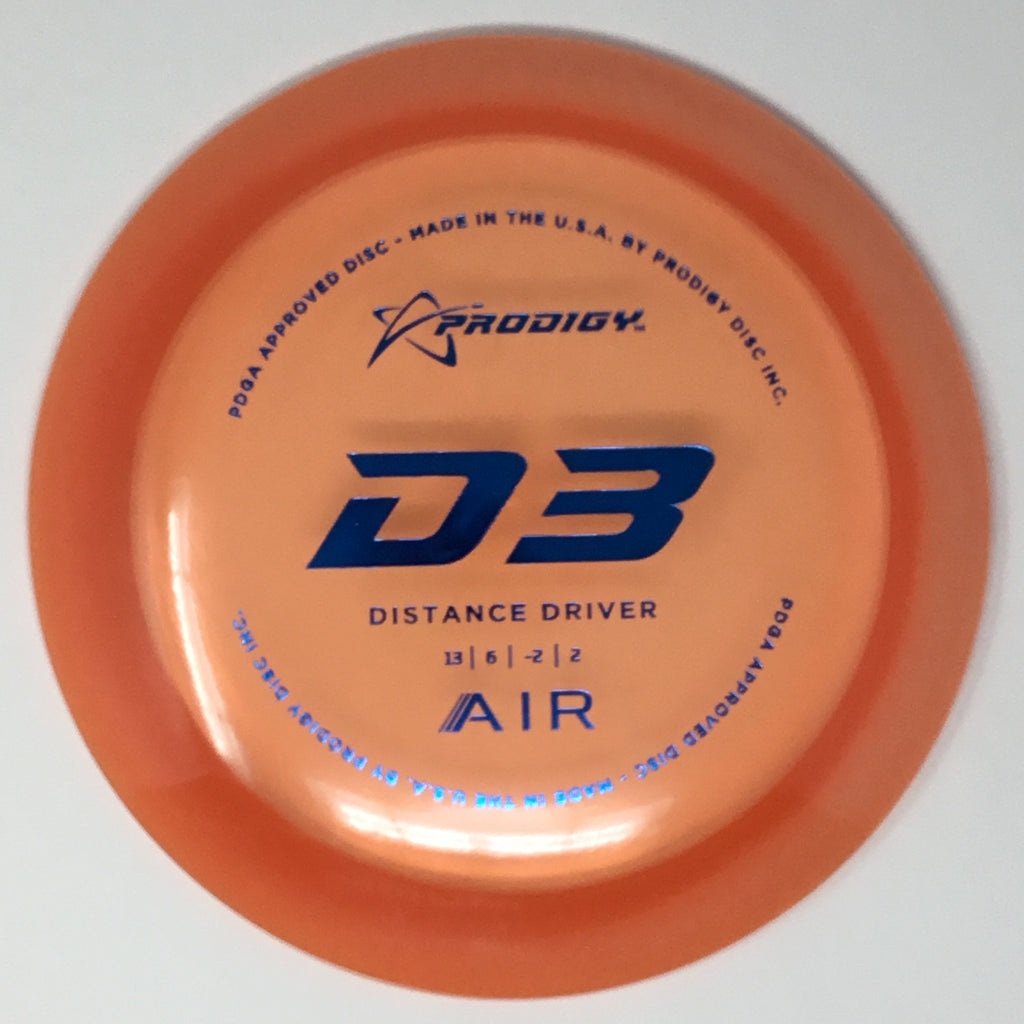 PDGA APPROVED DISC - MADE IN THE U.S.A. BY PRODIGY DISC INC.
PRODIGY
D3
DISTANCE DRIVER
13 | 6 | -2 | 2
AIR
PDGA APPROVED DISC - MADE IN THE U.S.A. BY PRODIGY DISC INC.